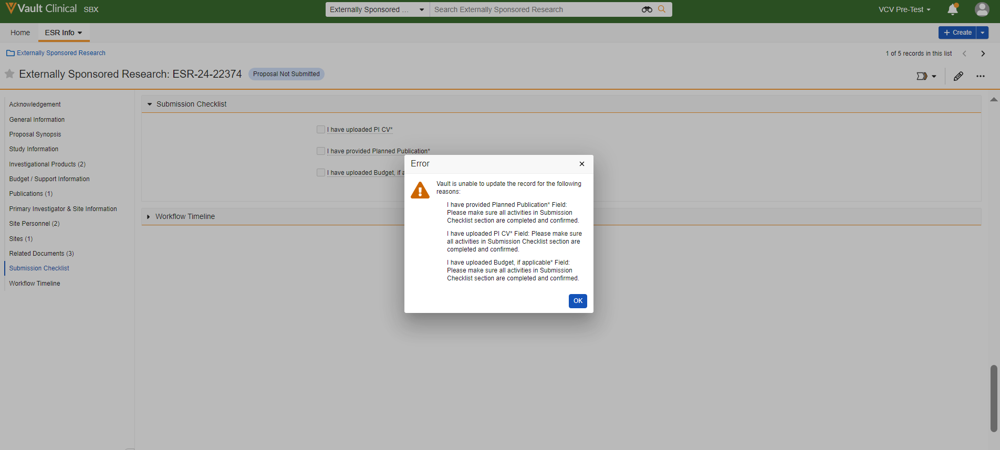 Vault Clinical SBX
Externally Sponsored ...
Search Externally Sponsored Research
VCV Pre-Test
Home
ESR Info
+ Create
Externally Sponsored Research
1 of 5 records in this list
Externally Sponsored Research: ESR-24-22374
Proposal Not Submitted
Acknowledgement
General Information
Proposal Synopsis
Study Information
Investigational Products (2)
Budget / Support Information
Publications (1)
Primary Investigator & Site Information
Site Personnel (2)
Sites (1)
Related Documents (3)
Submission Checklist
Workflow Timeline
Submission Checklist
I have uploaded PI CV*
I have provided Planned Publication*
I have uploaded Budget, if a
Workflow Timeline
Error
Vault is unable to update the record for the following
reasons:
I have provided Planned Publication* Field:
Please make sure all activities in Submission
Checklist section are completed and confirmed.
I have uploaded PI CV* Field: Please make sure
all activities in Submission Checklist section are
completed and confirmed.
I have uploaded Budget, if applicable* Field:
Please make sure all activities in Submission
Checklist section are completed and confirmed.
OK